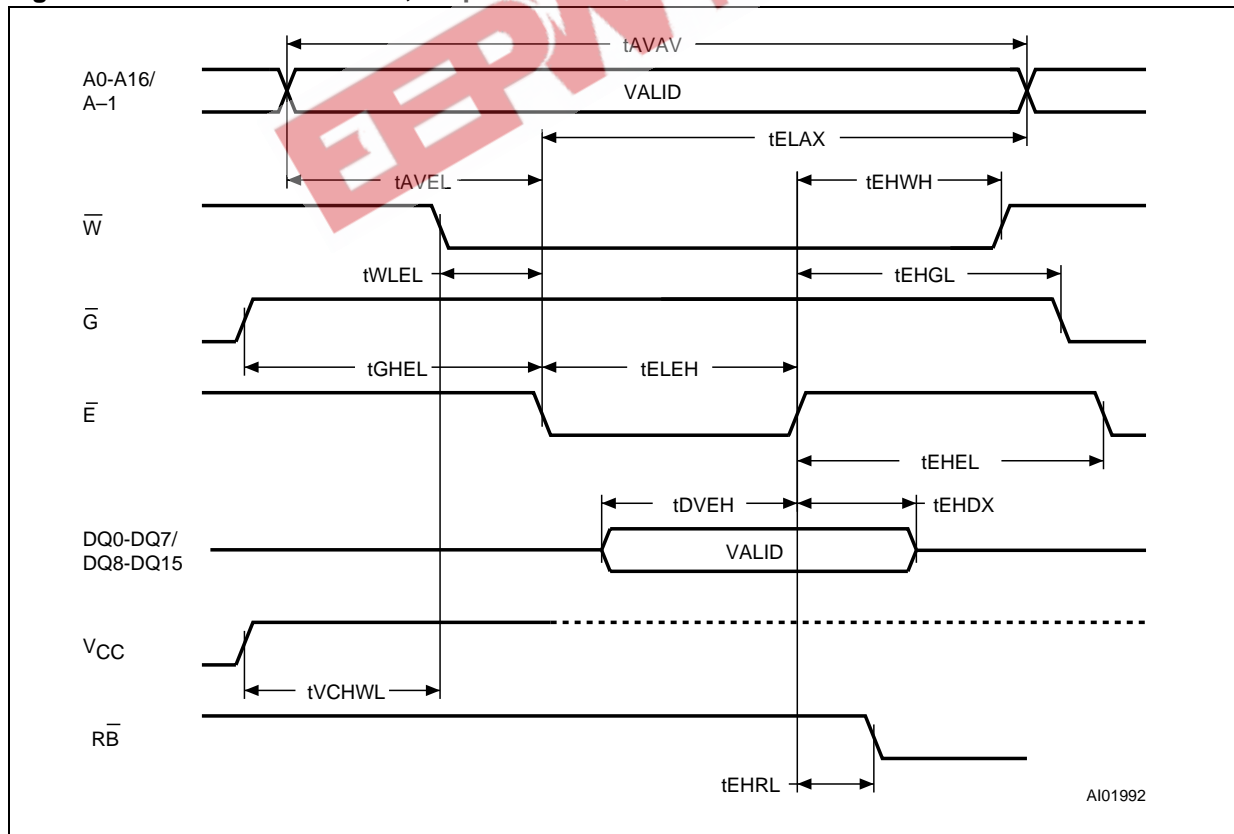 tAVAV
A0-A16/
A–1
VALID
tELAX
tAVEL
tEHWH
W̅
tWLEL
tEHGL
G̅
tGHEL
tELEH
E̅
tEHEL
tDVEH
tEHDX
DQ0-DQ7/
DQ8-DQ15
VALID
VCC
tVCHWL
RB̅
tEHRL
AI01992